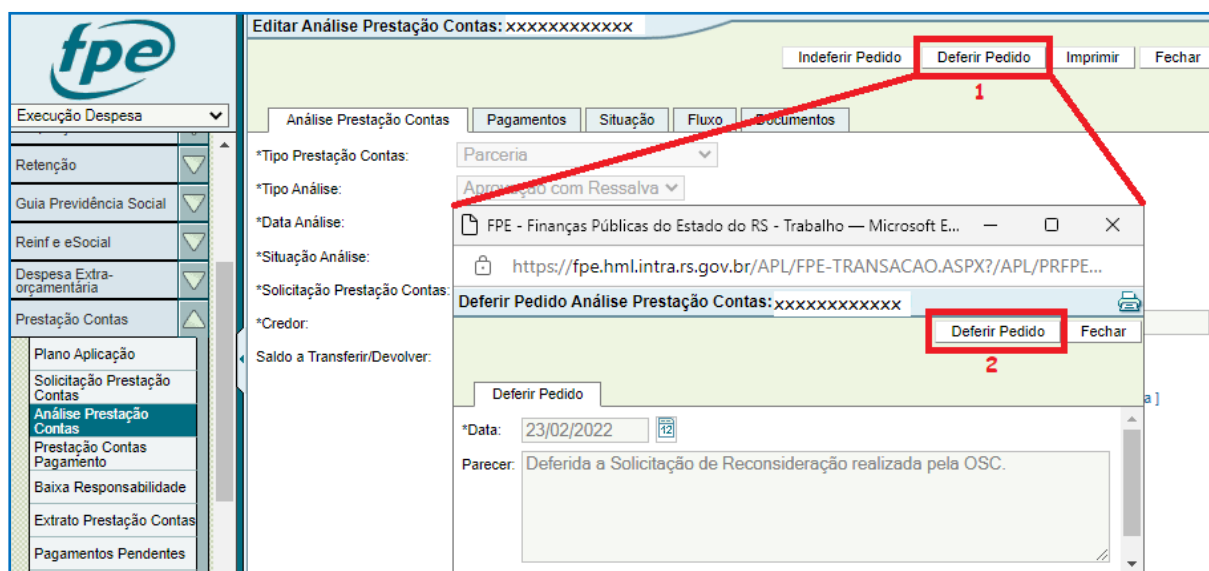 fpe
Execução Despesa
Retenção
Guia Previdência Social
Reinf e eSocial
Despesa Extra-
orçamentária
Prestação Contas
Plano Aplicação
Solicitação Prestação
Contas
Análise Prestação
Contas
Prestação Contas
Pagamento
Baixa Responsabilidade
Extrato Prestação Contas
Pagamentos Pendentes
Editar Análise Prestação Contas: xxxxxxxxxxxx
Indeferir Pedido Deferir Pedido Imprimir Fechar
1
Análise Prestação Contas Pagamentos Situação Fluxo Documentos
*Tipo Prestação Contas: Parceria
*Tipo Análise: Aprovação com Ressalva
*Data Análise:
*Situação Análise:
*Solicitação Prestação Contas:
*Credor:
Saldo a Transferir/Devolver:
FPE - Finanças Públicas do Estado do RS - Trabalho — Microsoft E...
https://fpe.hml.intra.rs.gov.br/APL/FPE-TRANSACAO.ASPX?/APL/PRFPE...
Deferir Pedido Análise Prestação Contas: xxxxxxxxxxxx
Deferir Pedido Fechar
2
a ]
Deferir Pedido
*Data: 23/02/2022 12
Parecer: Deferida a Solicitação de Reconsideração realizada pela OSC.